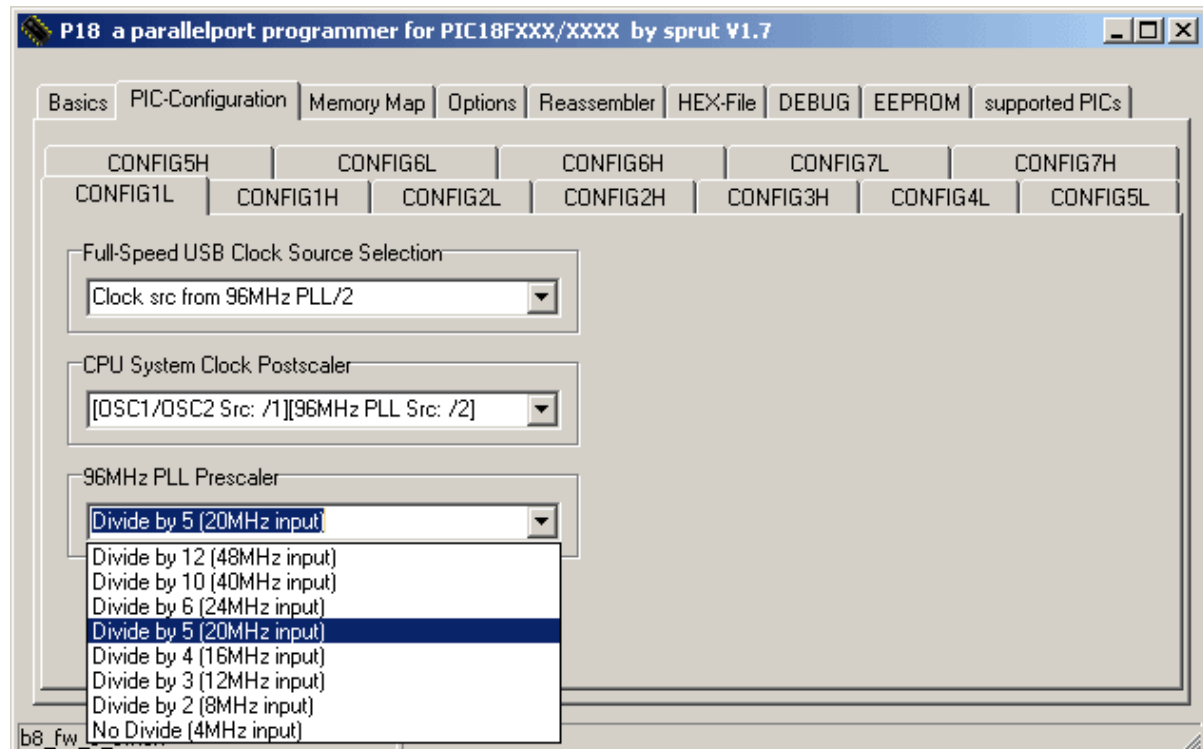 P18 a parallelport programmer for PIC18FXXX/XXXX by sprut V1.7
Basics PIC-Configuration Memory Map Options Reassembler HEX-File DEBUG EEPROM supported PICs
CONFIG5H CONFIG6L CONFIG6H CONFIG7L CONFIG7H
CONFIG1L CONFIG1H CONFIG2L CONFIG2H CONFIG3H CONFIG4L CONFIG5L
Full-Speed USB Clock Source Selection
Clock src from 96MHz PLL/2
CPU System Clock Postscaler
[OSC1/OSC2 Src: /1][96MHz PLL Src: /2]
96MHz PLL Prescaler
Divide by 5 (20MHz input)
Divide by 12 (48MHz input)
Divide by 10 (40MHz input)
Divide by 6 (24MHz input)
Divide by 5 (20MHz input)
Divide by 4 (16MHz input)
Divide by 3 (12MHz input)
Divide by 2 (8MHz input)
No Divide (4MHz input)